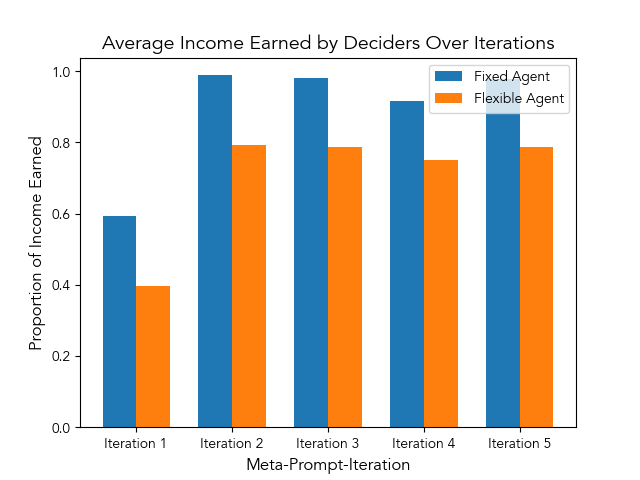 Average Income Earned by Deciders Over Iterations
Fixed Agent
Flexible Agent
Proportion of Income Earned
1.0
0.8
0.6
0.4
0.2
0.0
Iteration 1
Iteration 2
Iteration 3
Iteration 4
Iteration 5
Meta-Prompt-Iteration